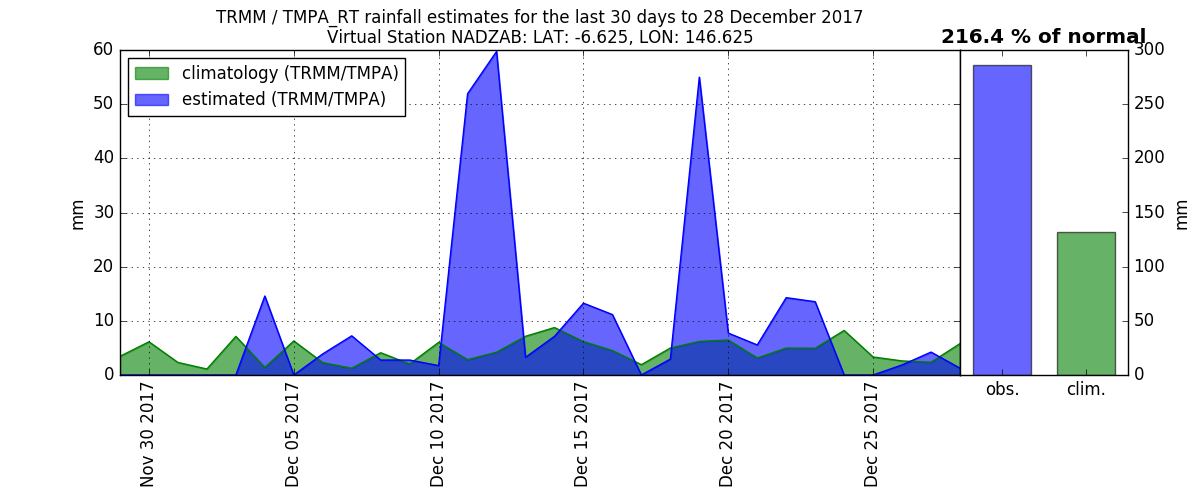 TRMM / TMPA_RT rainfall estimates for the last 30 days to 28 December 2017
Virtual Station NADZAB: LAT: -6.625, LON: 146.625
216.4 % of normal
climatology (TRMM/TMPA)
estimated (TRMM/TMPA)
60
50
40
30
20
10
0
mm
Nov 30 2017
Dec 05 2017
Dec 10 2017
Dec 15 2017
Dec 20 2017
Dec 25 2017
300
250
200
150
100
50
0
mm
obs.
clim.